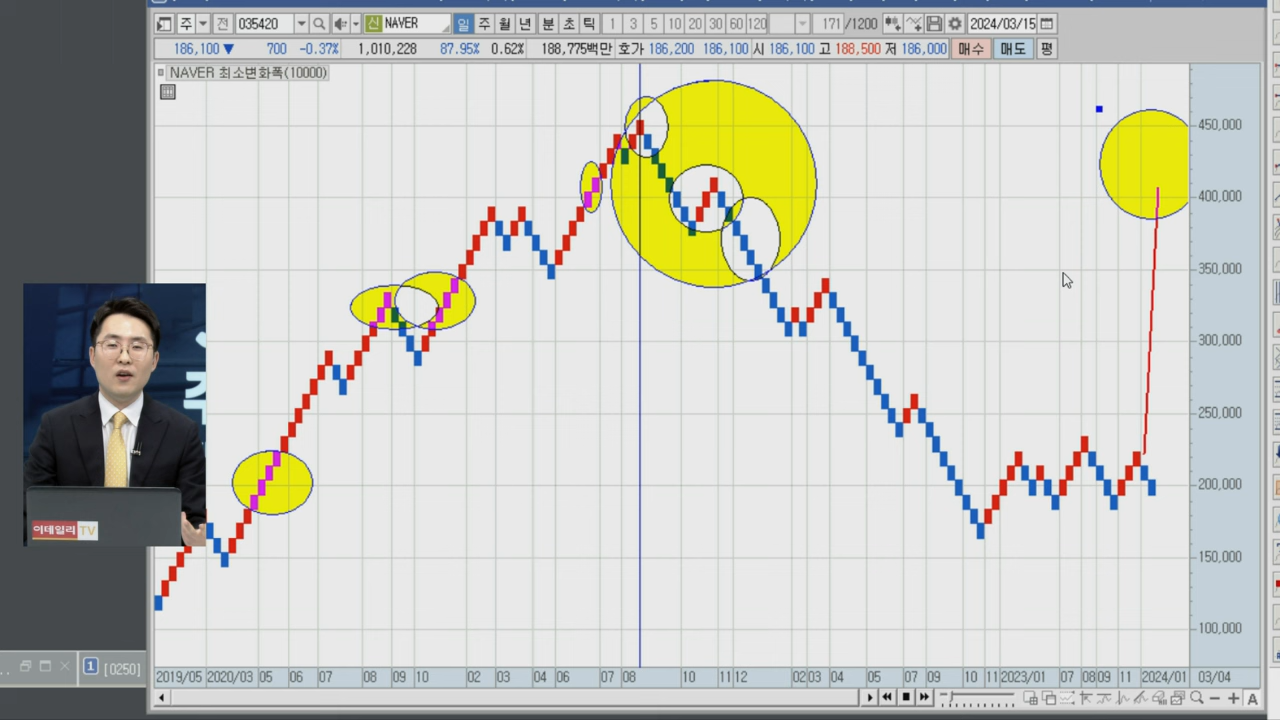 주 전 035420 신 NAVER 일 주 월 년 분 초 틱 1 3 5 10 20 30 60 120 171 /1200 2024/03/15
186,100 ▼ 700 -0.37% 1,010,228 87.95% 0.62% 188,775백만 호가 186,200 186,100 시 186,100 고 188,500 저 186,000 매수 매도 평
NAVER 최소변화폭(10000)
450,000
400,000
350,000
300,000
250,000
200,000
150,000
100,000
이데일리 TV
1 [0250]
2019/05 2020/03 05 06 07 08 09 10 02 03 04 06 07 08 10 11 12 02 03 04 05 07 09 10 11 2023/01 07 08 09 11 2024/01 03/04
A